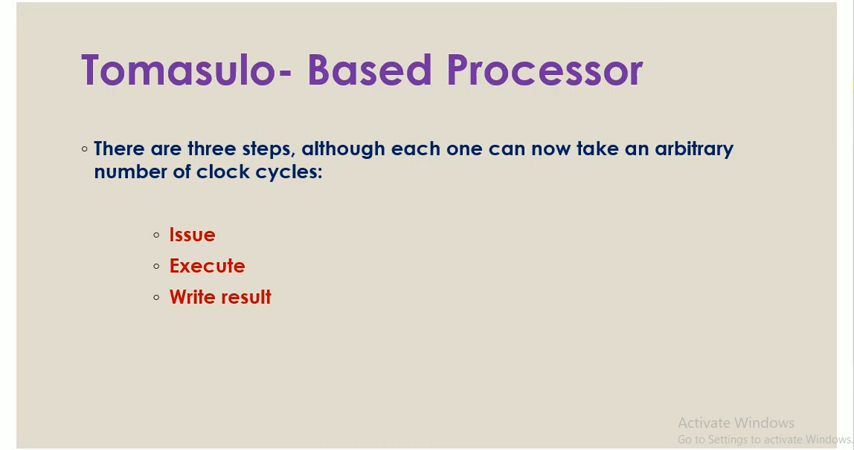 Tomasulo- Based Processor
◦ There are three steps, although each one can now take an arbitrary
number of clock cycles:
◦ Issue
◦ Execute
◦ Write result
Activate Windows
Go to Settings to activate Windows.